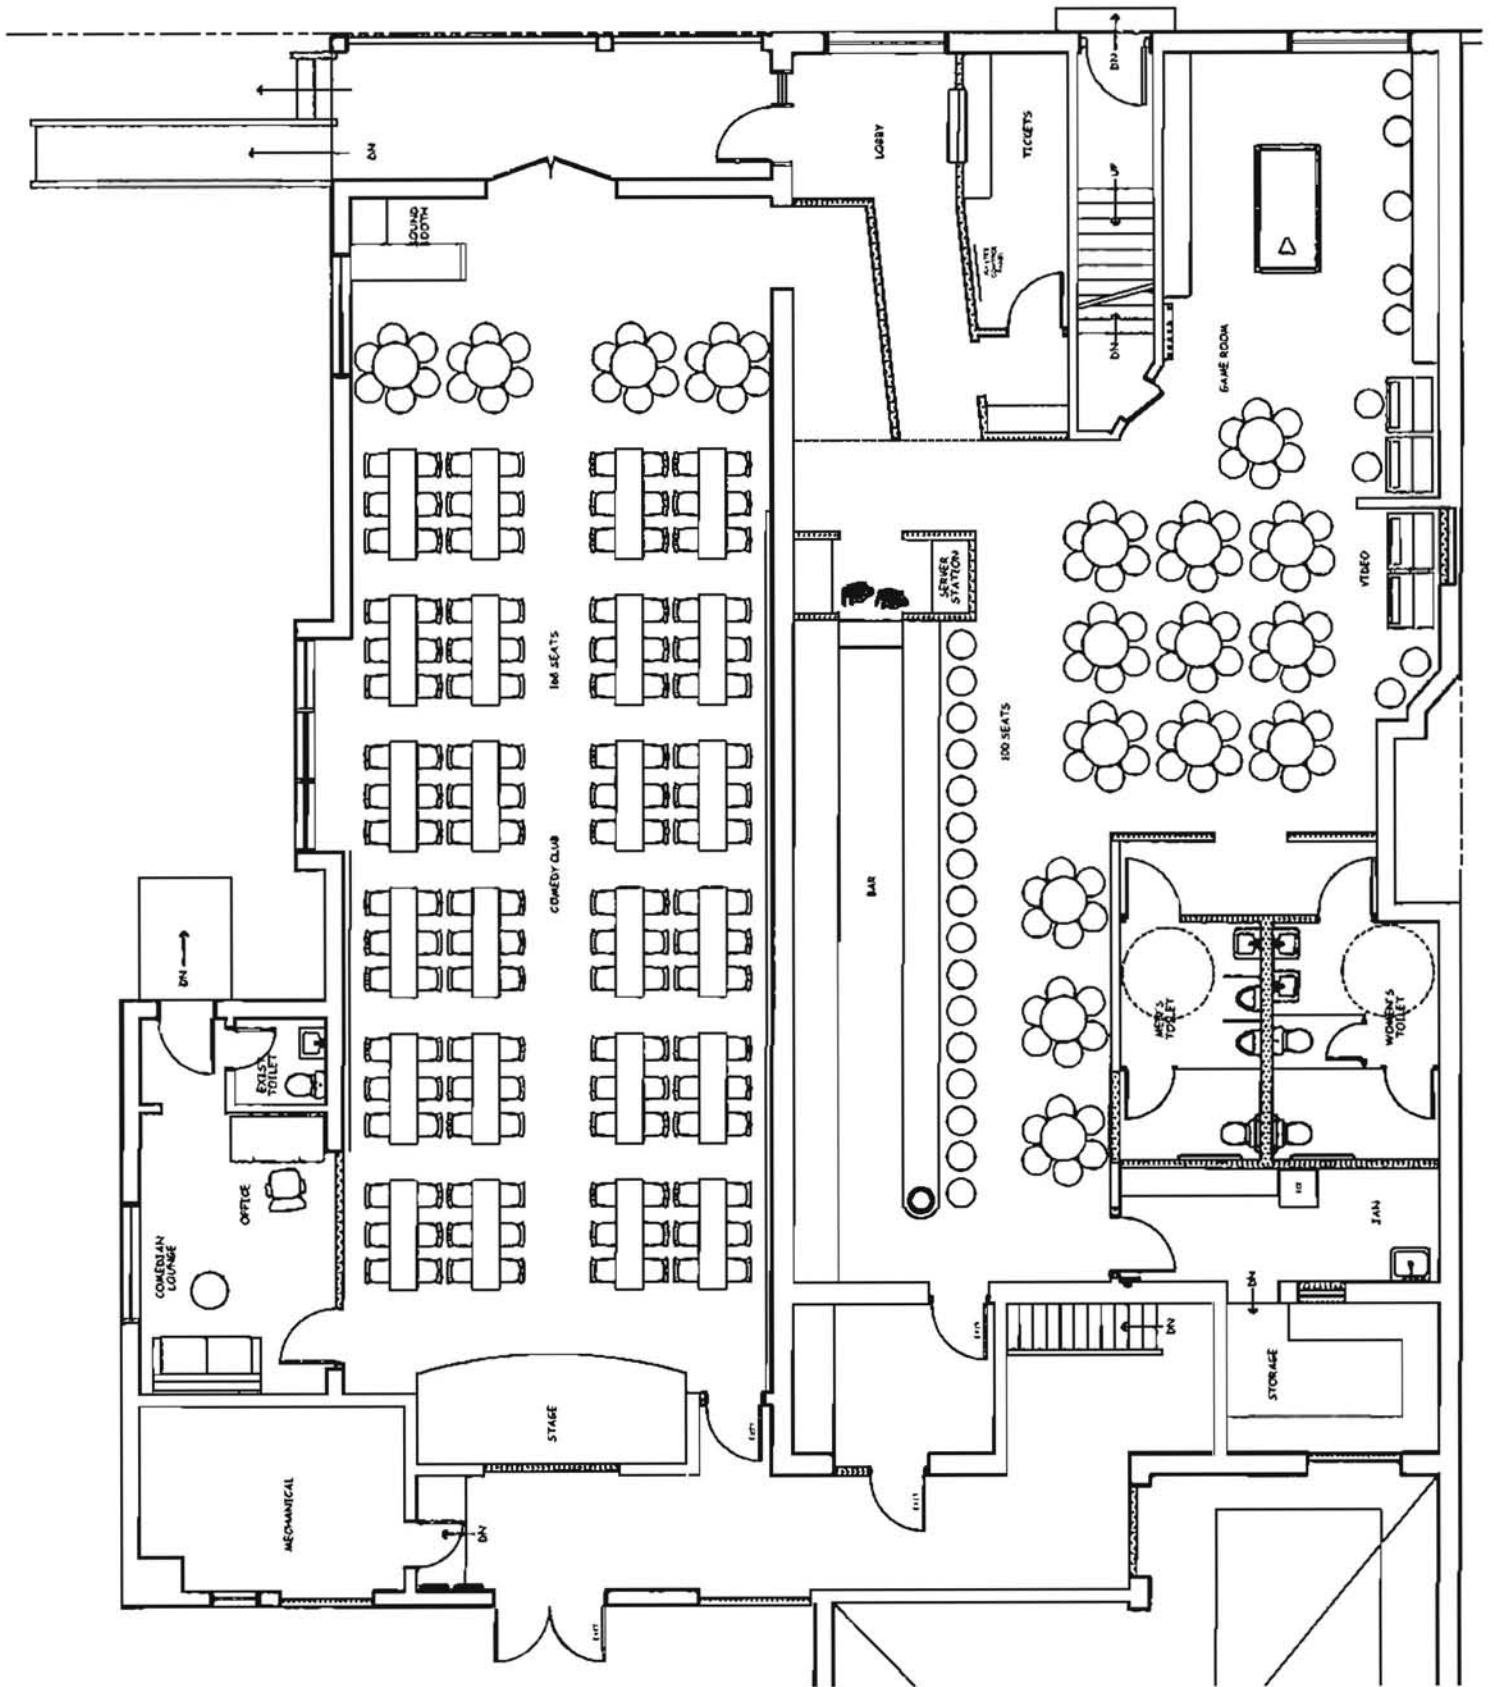 DN
DN
LOBBY
TICKETS
UP
DN
SOUND
BOOTH
GAME ROOM
SERVER
STATION
VIDEO
168 SEATS
100 SEATS
COMEDY CLUB
BAR
DN
MEN'S
TOILET
WOMEN'S
TOILET
EXIST.
TOILET
OFFICE
COMEDIAN
LOUNGE
JAN
DN
DN
EXIT
STORAGE
STAGE
EXIT
MECHANICAL
DN
EXIT
EXIT